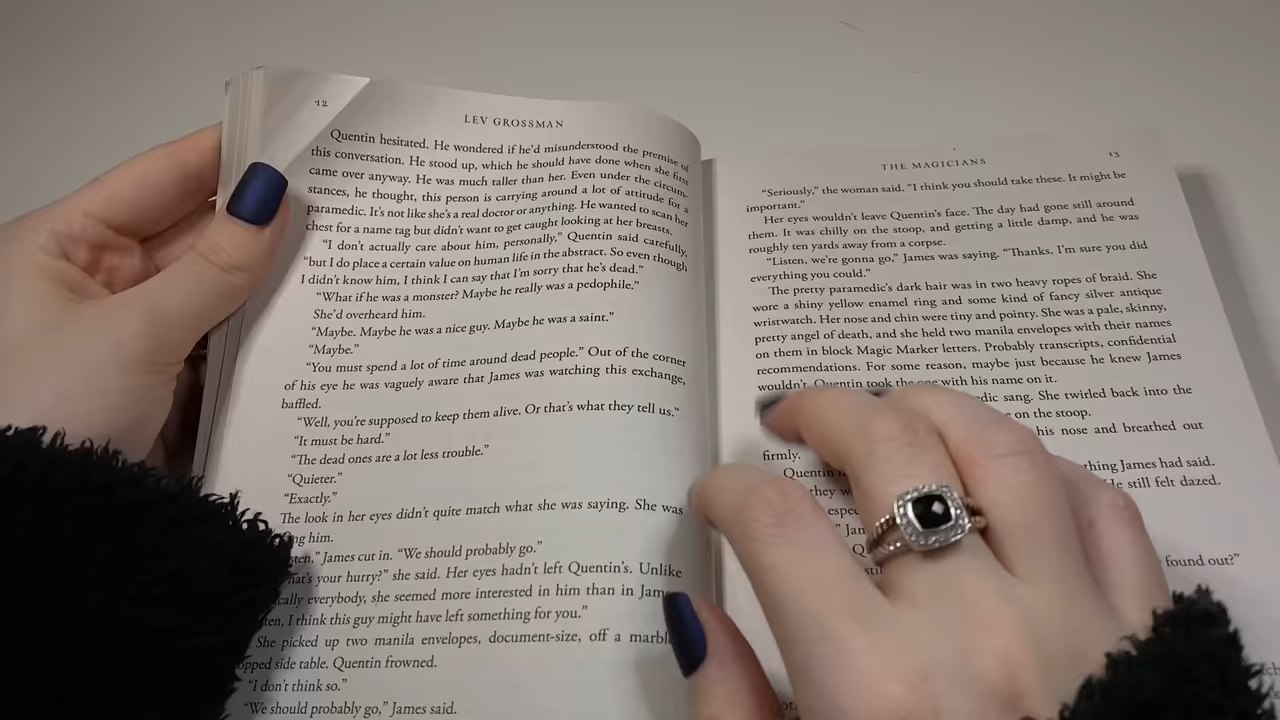 12
LEV GROSSMAN
Quentin hesitated. He wondered if he'd misunderstood the premise of
this conversation. He stood up, which he should have done when she first
came over anyway. He was much taller than her. Even under the circum-
stances, he thought, this person is carrying around a lot of attitude for a
paramedic. It's not like she's a real doctor or anything. He wanted to scan her
chest for a name tag but didn't want to get caught looking at her breasts.
"I don't actually care about him, personally," Quentin said carefully,
"but I do place a certain value on human life in the abstract. So even though
I didn't know him, I think I can say that I'm sorry that he's dead."
"What if he was a monster? Maybe he really was a pedophile."
She'd overheard him.
"Maybe. Maybe he was a nice guy. Maybe he was a saint."
"Maybe."
"You must spend a lot of time around dead people." Out of the corner
of his eye he was vaguely aware that James was watching this exchange,
baffled.
"Well, you're supposed to keep them alive. Or that's what they tell us."
"It must be hard."
"The dead ones are a lot less trouble."
"Quieter."
"Exactly."
The look in her eyes didn't quite match what she was saying. She was
him.
James cut in. "We should probably go."
your hurry?" she said. Her eyes hadn't left Quentin's. Unlike
everybody, she seemed more interested in him than in
I think this guy might have left something for you."
She picked up two manila envelopes, document-size, off a
side table. Quentin frowned.
"I don't think so."
"We should probably go," James said.
THE MAGICIANS
13
"Seriously," the woman said. "I think you should take these. It might be
important."
Her eyes wouldn't leave Quentin's face. The day had gone still around
them. It was chilly on the stoop, and getting a little damp, and he was
roughly ten yards away from a corpse.
"Listen, we're gonna go," James was saying. "Thanks. I'm sure you did
everything you could."
The pretty paramedic's dark hair was in two heavy ropes of braid. She
wore a shiny yellow enamel ring and some kind of fancy silver antique
wristwatch. Her nose and chin were tiny and pointy. She was a pale, skinny,
pretty angel of death, and she held two manila envelopes with their names
on them in block Magic Marker letters. Probably transcripts, confidential
recommendations. For some reason, maybe just because he knew James
wouldn't, Quentin took the one with his name on it.
sang. She twirled back into the
on the stoop.
his nose and breathed out
firmly.
Quentin
thing James had said.
they
He still felt dazed.
found out?"